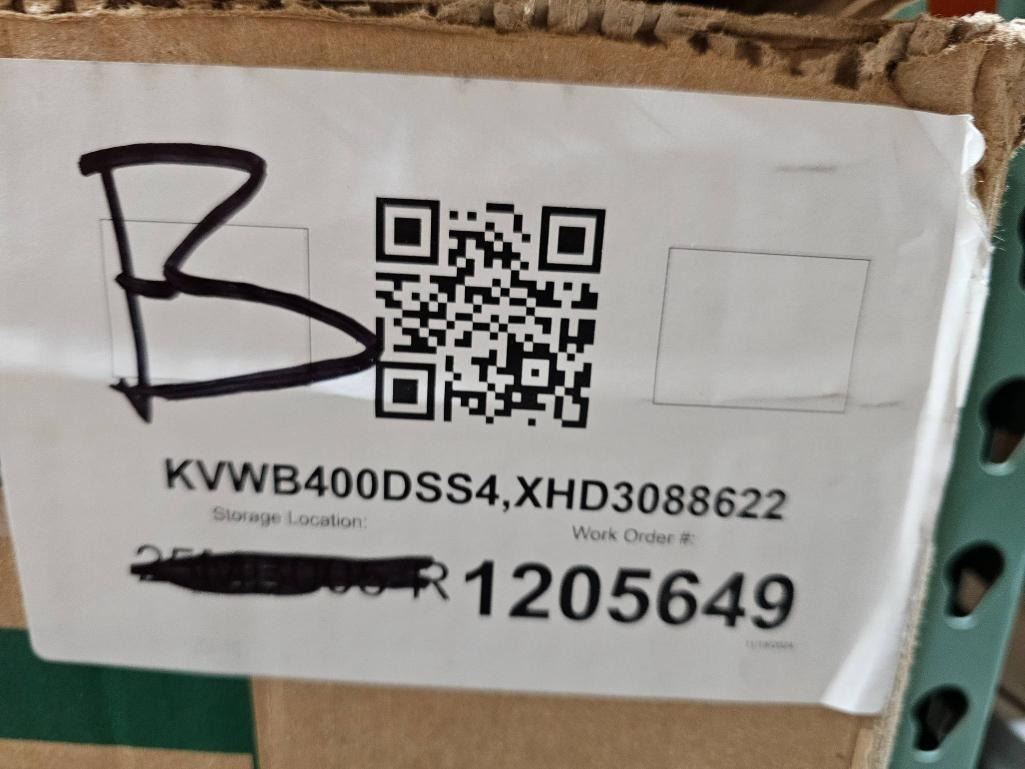 B
KVWB400DSS4,XHD3088622
Storage Location:
Work Order #:
1205649